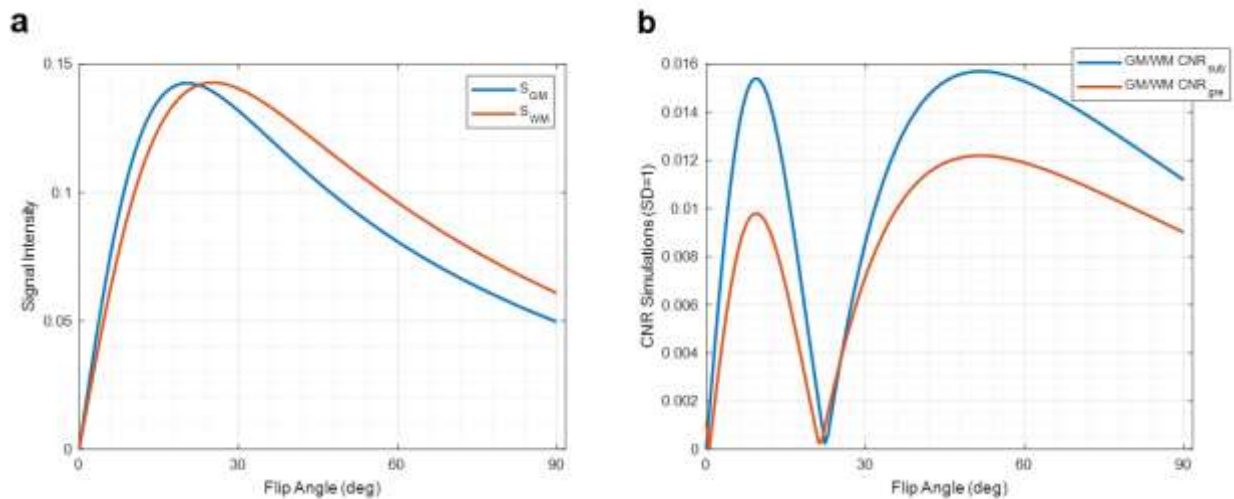 a
0.15
0.1
0.05
0
Signal Intensity
S_GM
S_WM
0
30
60
90
Flip Angle (deg)
b
0.016
0.014
0.012
0.01
0.008
0.006
0.004
0.002
0
CNR Simulations (SD=1)
GM/WM CNR_sub
GM/WM CNR_pre
0
30
60
90
Flip Angle (deg)